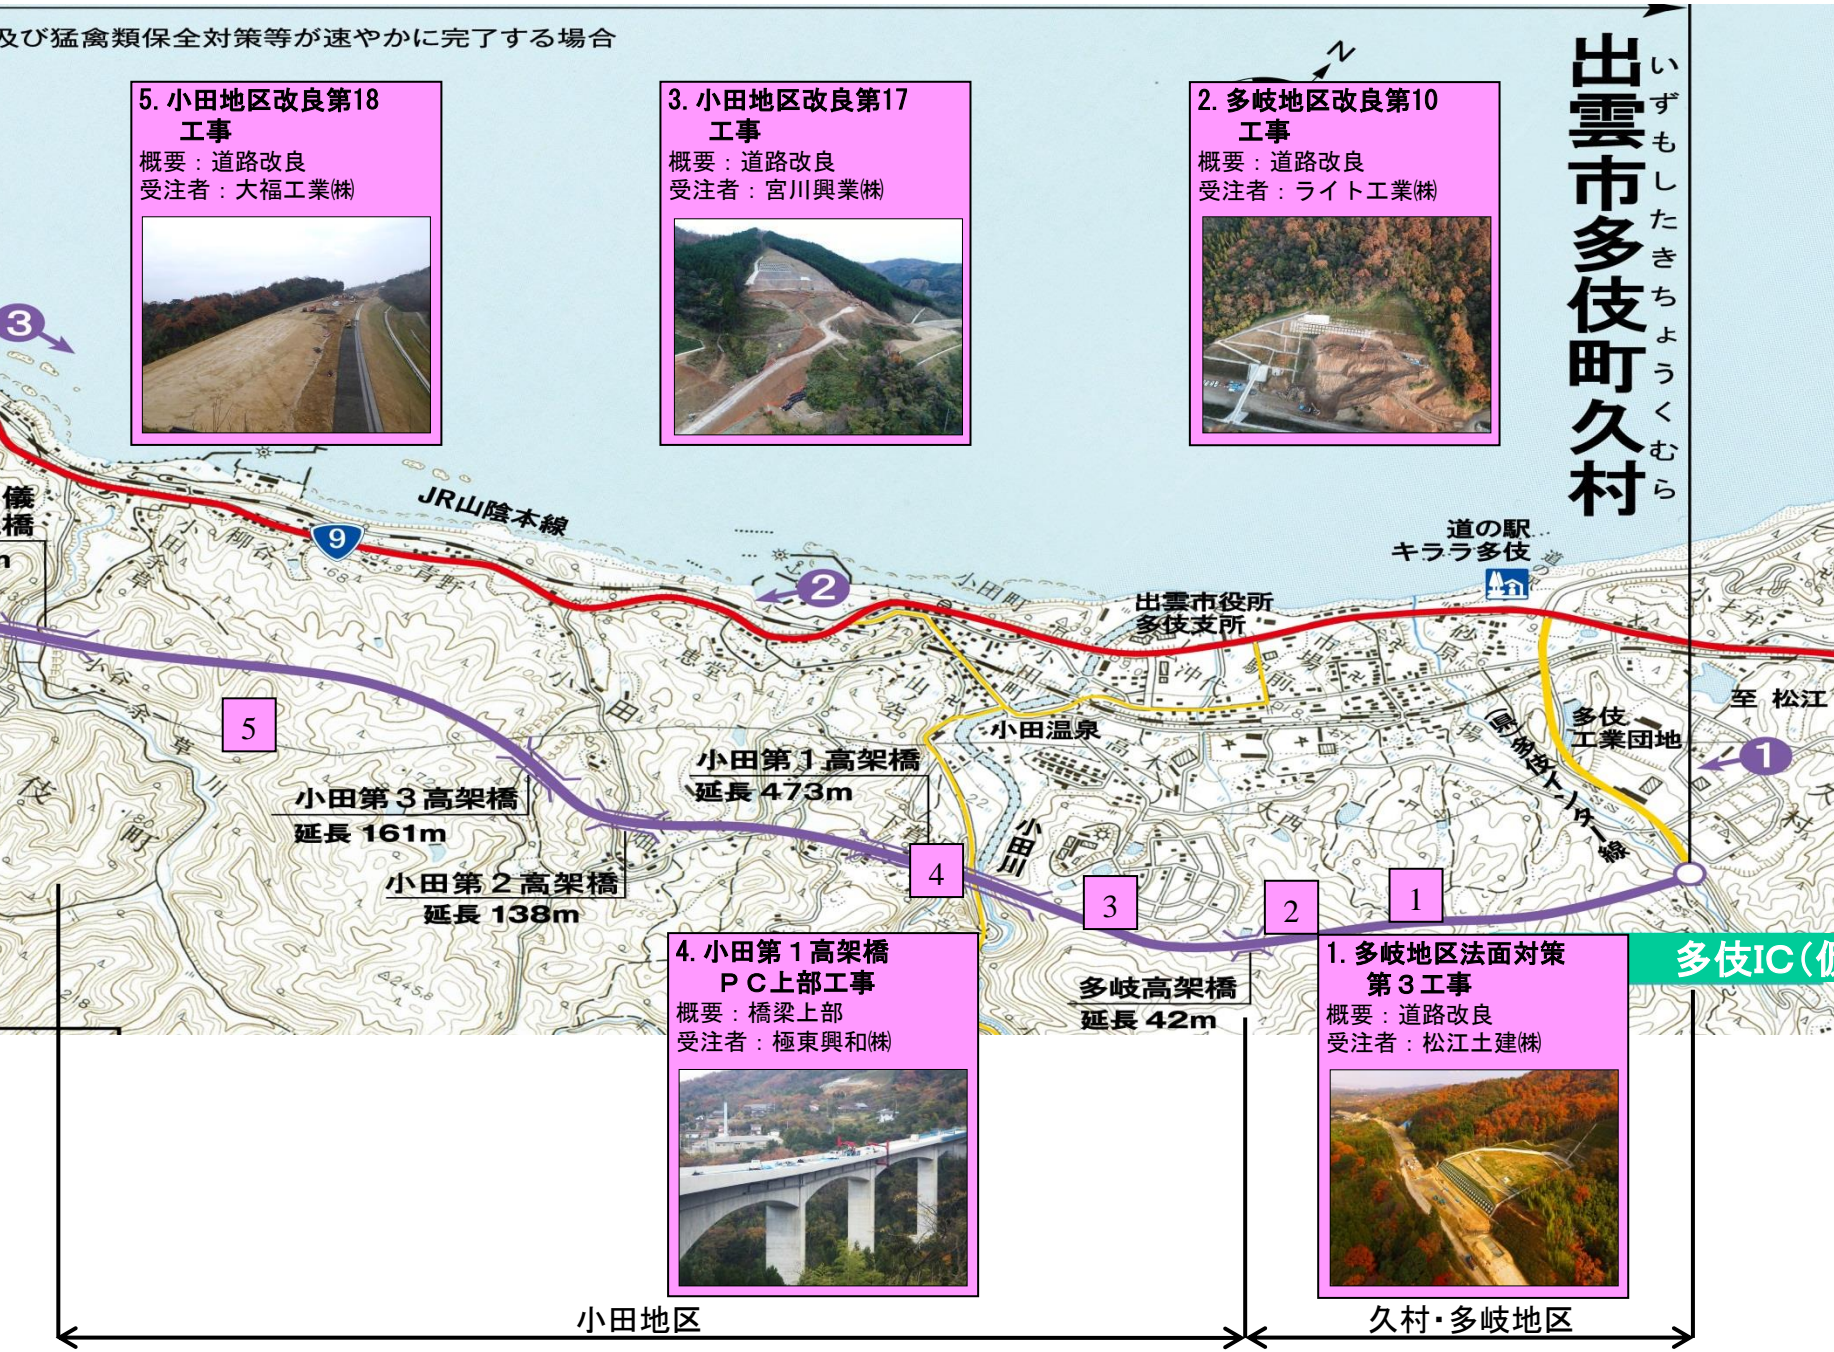 及び猛禽類保全対策等が速やかに完了する場合
N
出雲市多伎町久村
いずもしたきちょうくむら
5. 小田地区改良第18
工事
概要：道路改良
受注者：大福工業㈱
3. 小田地区改良第17
工事
概要：道路改良
受注者：宮川興業㈱
2. 多岐地区改良第10
工事
概要：道路改良
受注者：ライト工業㈱
3
儀
橋
JR山陰本線
9
2
道の駅
キララ多伎
出雲市役所
多伎支所
小田町
小田温泉
多伎
工業団地
至 松江
1
5
小田第１高架橋
延長 473m
小田第３高架橋
延長 161m
小田第２高架橋
延長 138m
小田川
4
3
2
1
多岐高架橋
延長 42m
多伎IC（仮
4. 小田第１高架橋
ＰＣ上部工事
概要：橋梁上部
受注者：極東興和㈱
1. 多岐地区法面対策
第３工事
概要：道路改良
受注者：松江土建㈱
小田地区
久村・多岐地区